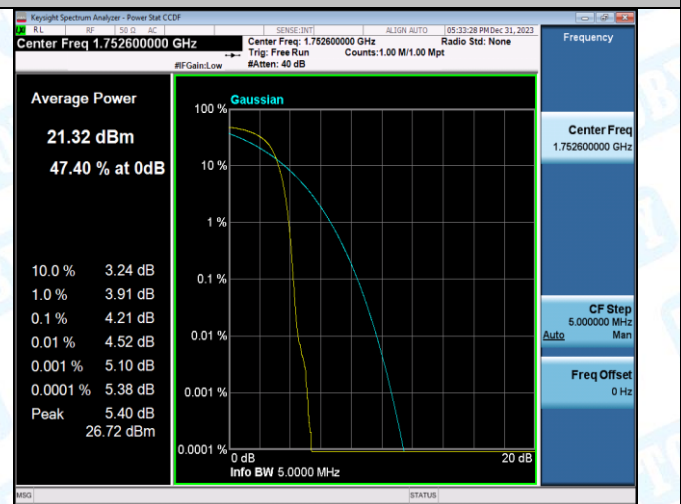 Keysight Spectrum Analyzer - Power Stat CCDF
RL RF 50 Ω AC SENSE:INT ALIGN AUTO 05:33:28 PM Dec 31, 2023
Center Freq 1.752600000 GHz
Center Freq: 1.752600000 GHz Radio Std: None
Trig: Free Run Counts:1.00 M/1.00 Mpt
#IFGain:Low #Atten: 40 dB
Frequency
Average Power
21.32 dBm
47.40 % at 0dB
10.0 % 3.24 dB
1.0 % 3.91 dB
0.1 % 4.21 dB
0.01 % 4.52 dB
0.001 % 5.10 dB
0.0001 % 5.38 dB
Peak 5.40 dB
26.72 dBm
Gaussian
100 %
10 %
1 %
0.1 %
0.01 %
0.001 %
0.0001 %
0 dB 20 dB
Info BW 5.0000 MHz
Center Freq
1.752600000 GHz
CF Step
5.000000 MHz
Auto Man
Freq Offset
0 Hz
MSG STATUS